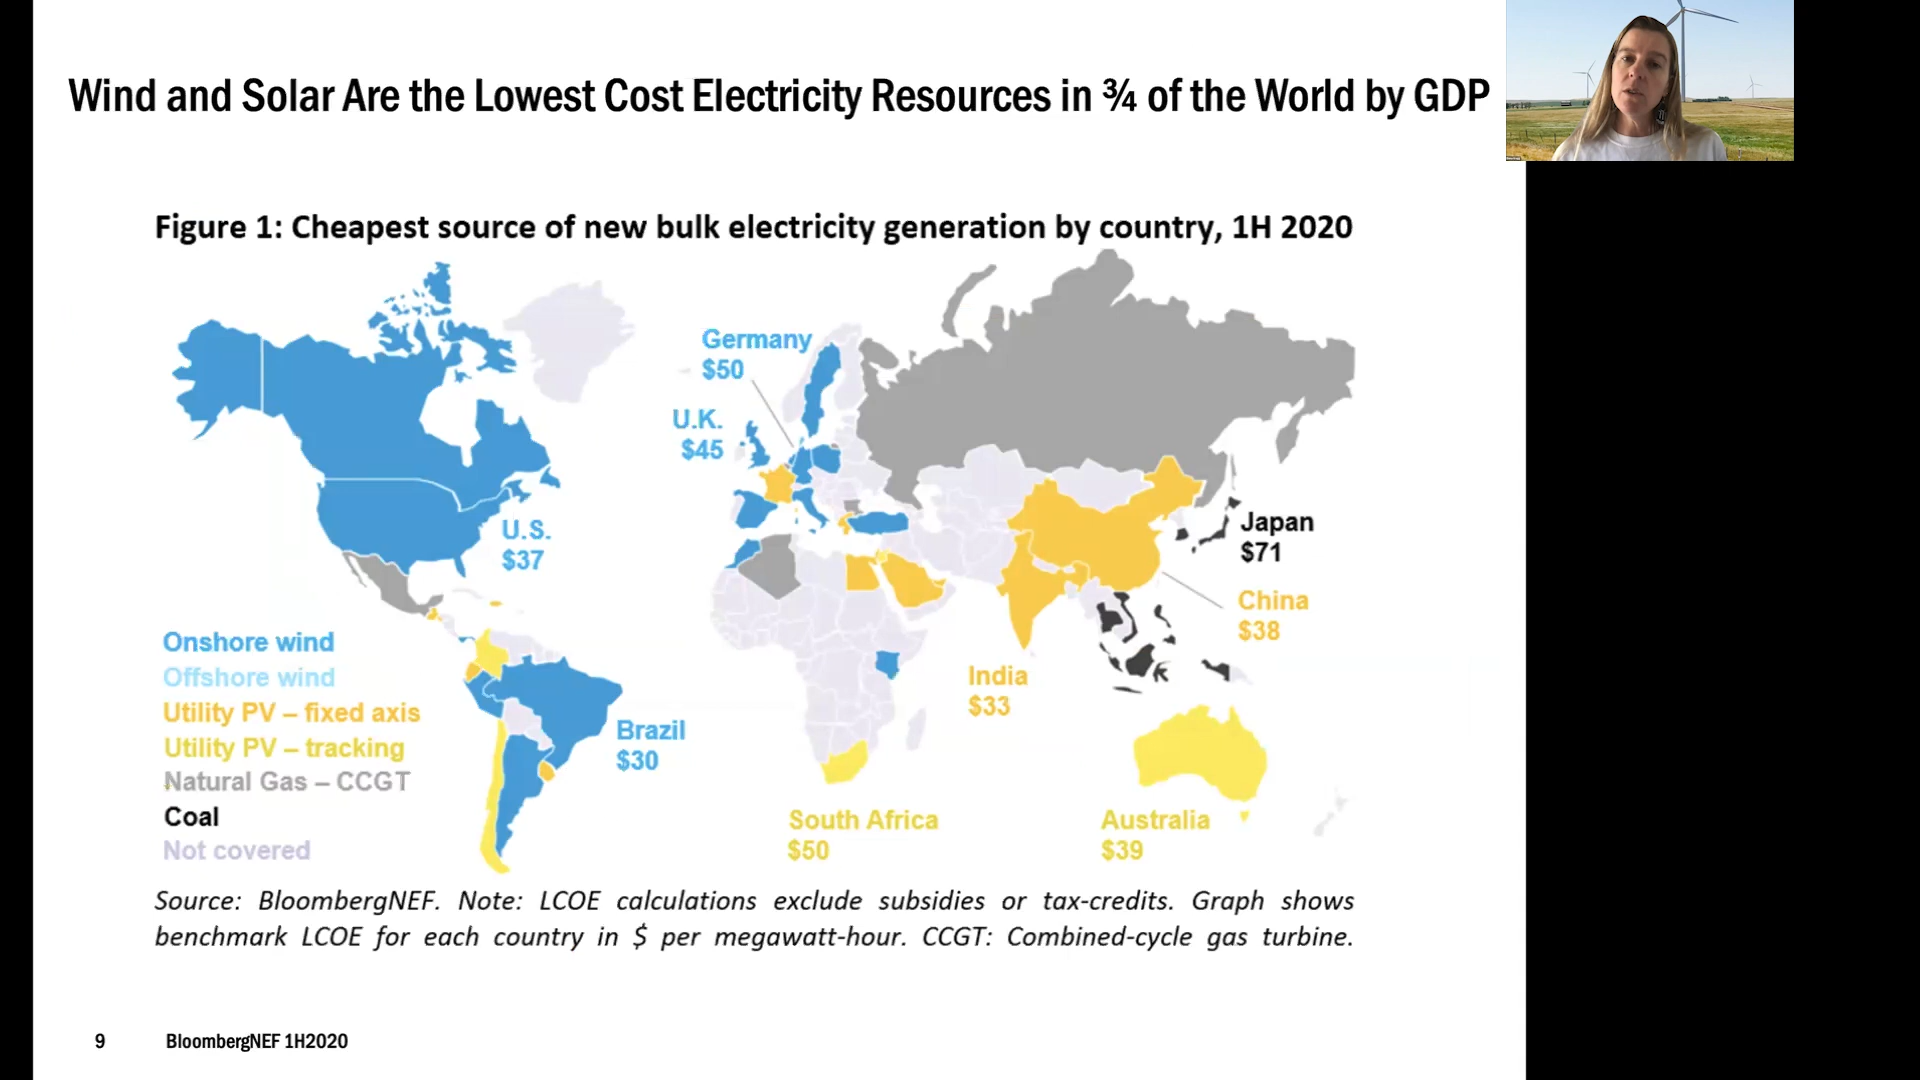 Wind and Solar Are the Lowest Cost Electricity Resources in ¾ of the World by GDP
Figure 1: Cheapest source of new bulk electricity generation by country, 1H 2020
Germany
$50
U.K.
$45
U.S.
$37
Japan
$71
China
$38
India
$33
Brazil
$30
South Africa
$50
Australia
$39
Onshore wind
Offshore wind
Utility PV – fixed axis
Utility PV – tracking
Natural Gas – CCGT
Coal
Not covered
Source: BloombergNEF. Note: LCOE calculations exclude subsidies or tax-credits. Graph shows
benchmark LCOE for each country in $ per megawatt-hour. CCGT: Combined-cycle gas turbine.
9 BloombergNEF 1H2020